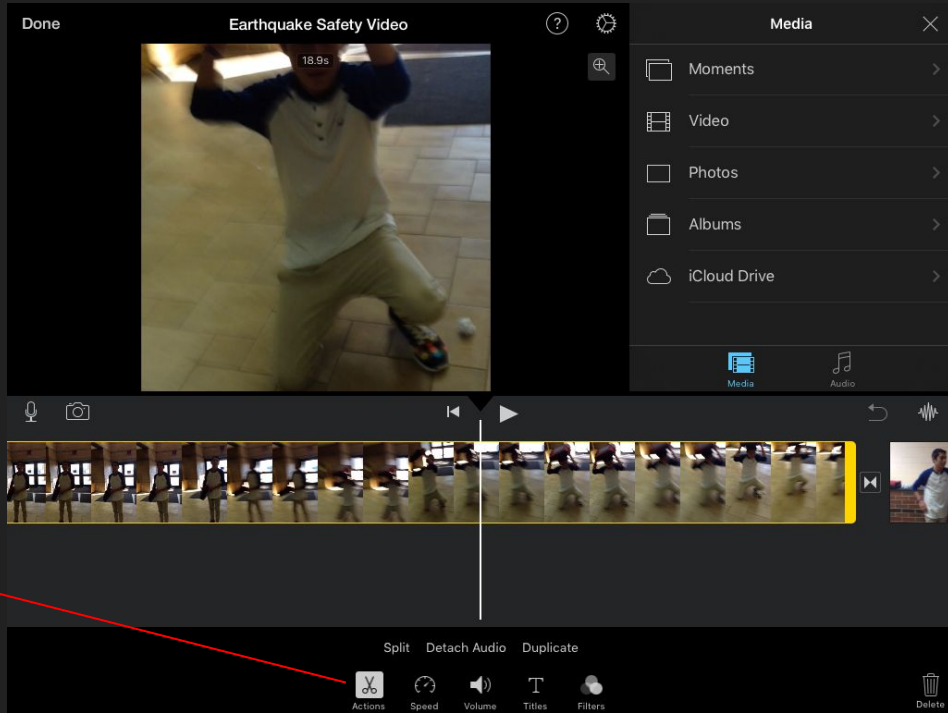 Done Earthquake Safety Video ? Media
18.9s
Moments
Video
Photos
Albums
iCloud Drive
Media Audio
Split Detach Audio Duplicate
T
Actions Speed Volume Titles Filters Delete